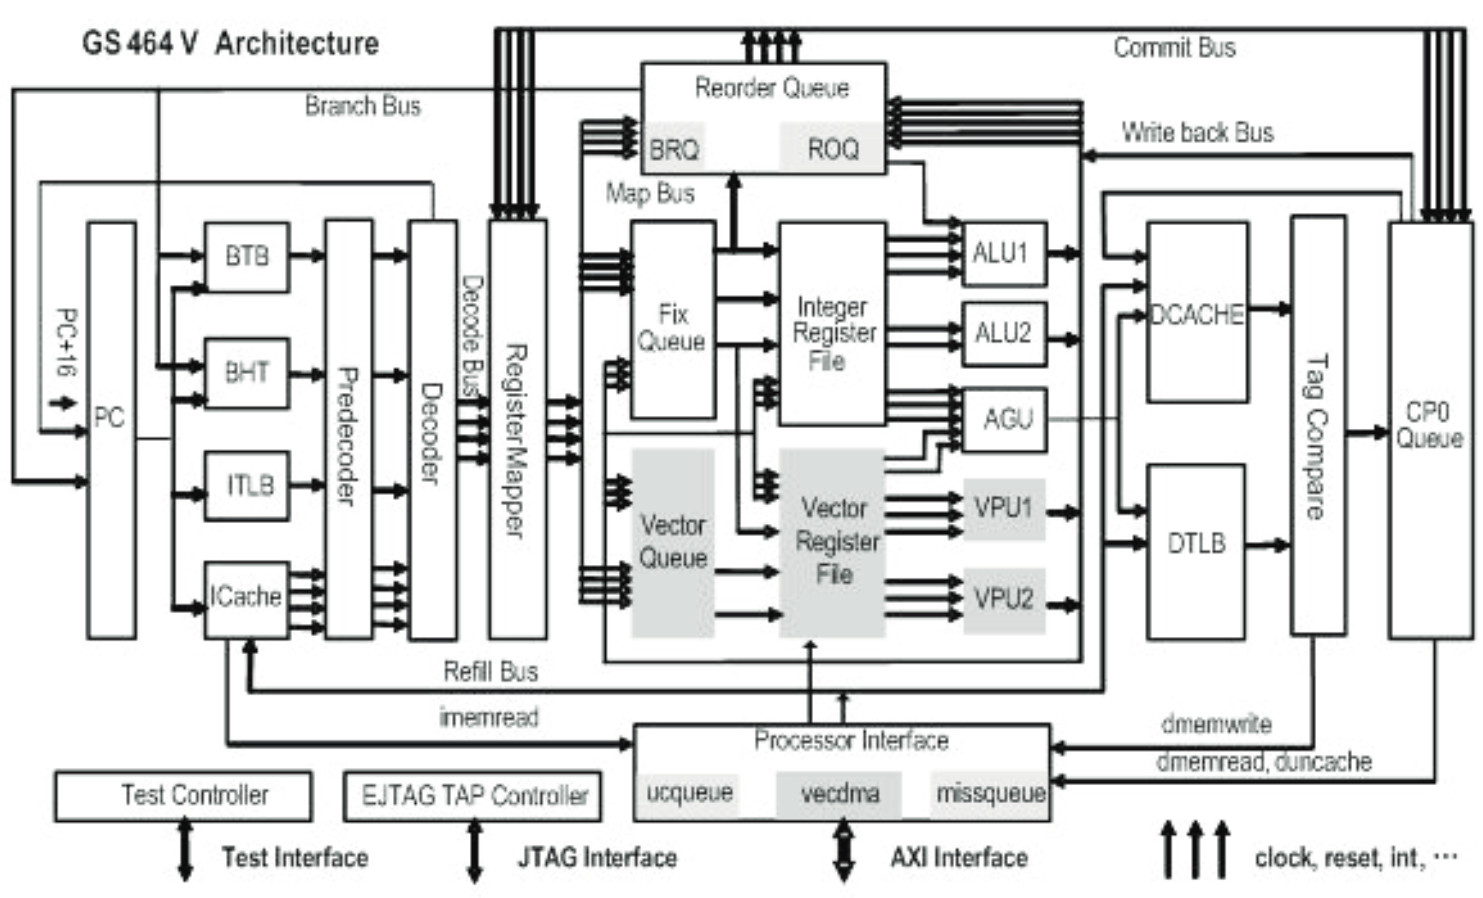 GS464V Architecture
Commit Bus
Reorder Queue
Branch Bus
Write back Bus
BRQ
ROQ
Map Bus
BTB
ALU1
Decode Bus
PC+16
Fix
Queue
Integer
Register
File
DCACHE
ALU2
BHT
Predecoder
Decoder
RegisterMapper
Tag Compare
PC
AGU
CP0
Queue
ITLB
Vector
Queue
Vector
Register
File
VPU1
DTLB
ICache
VPU2
Refill Bus
imemread
dmemwrite
Processor Interface
dmemread, duncache
Test Controller
EJTAG TAP Controller
ucqueue
vecdma
missqueue
Test Interface
JTAG Interface
AXI Interface
clock, reset, int, ···